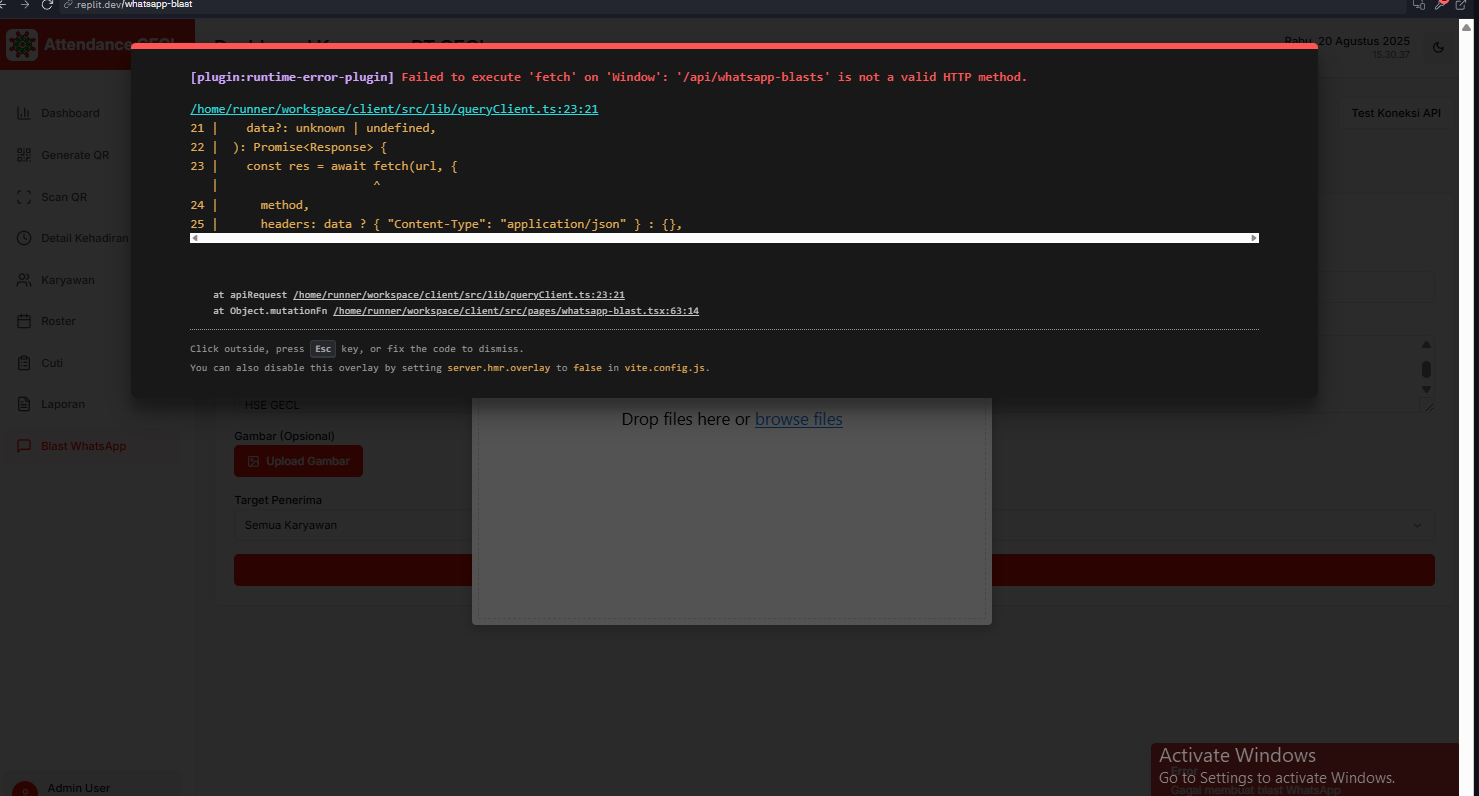 .replit.dev/whatsapp-blast
Attendance GECL
Rabu, 20 Agustus 2025
15.30.37
[plugin:runtime-error-plugin] Failed to execute 'fetch' on 'Window': '/api/whatsapp-blasts' is not a valid HTTP method.
/home/runner/workspace/client/src/lib/queryClient.ts:23:21
21 | data?: unknown | undefined,
22 | ): Promise<Response> {
23 | const res = await fetch(url, {
| ^
24 | method,
25 | headers: data ? { "Content-Type": "application/json" } : {},
at apiRequest /home/runner/workspace/client/src/lib/queryClient.ts:23:21
at Object.mutationFn /home/runner/workspace/client/src/pages/whatsapp-blast.tsx:63:14
Click outside, press Esc key, or fix the code to dismiss.
You can also disable this overlay by setting server.hmr.overlay to false in vite.config.js.
Test Koneksi API
Dashboard
Generate QR
Scan QR
Detail Kehadiran
Karyawan
Roster
Cuti
Laporan
Blast WhatsApp
HSE GECL
Gambar (Opsional)
Upload Gambar
Target Penerima
Semua Karyawan
Drop files here or browse files
Admin User
Activate Windows
Go to Settings to activate Windows.
Error
Gagal membuat blast WhatsApp